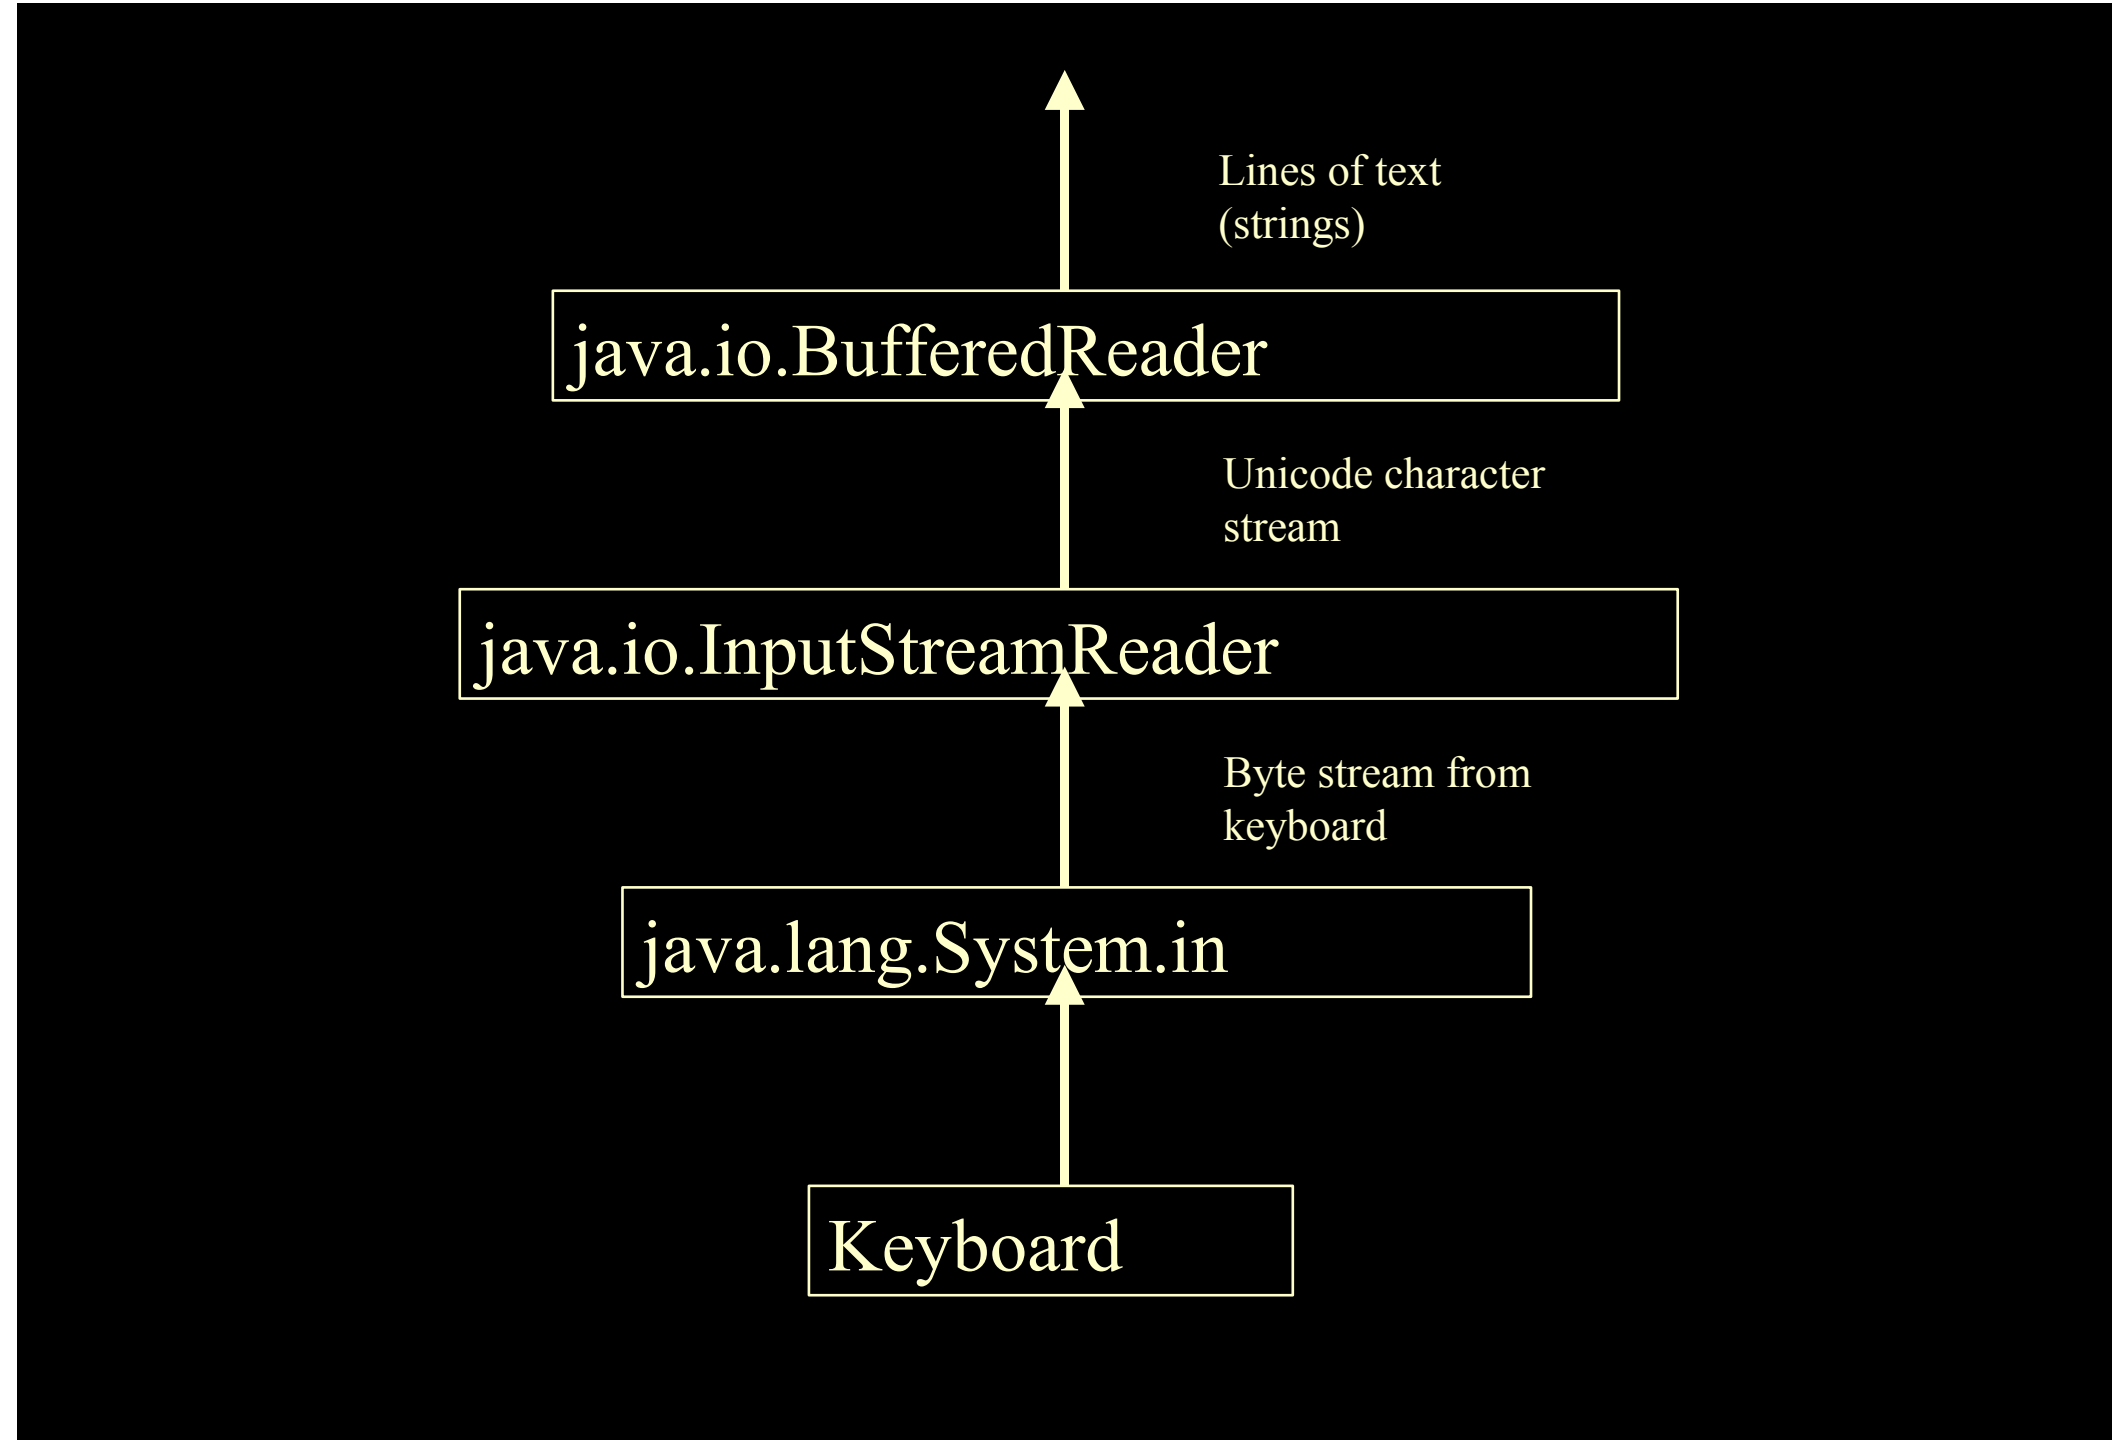 Lines of text
(strings)
java.io.BufferedReader
Unicode character
stream
java.io.InputStreamReader
Byte stream from
keyboard
java.lang.System.in
Keyboard